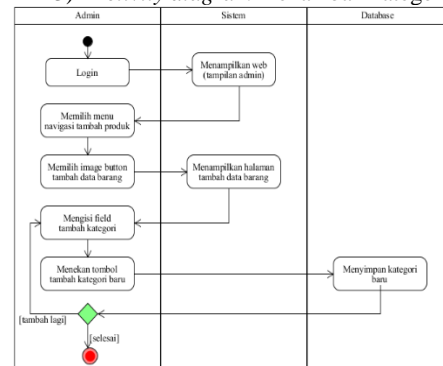 Admin
Sistem
Database
Login
Menampilkan web
(tampilan admin)
Memilih menu
navigasi tambah produk
Memilih image button
tambah data barang
Menampilkan halaman
tambah data barang
Mengisi field
tambah kategori
Menekan tombol
tambah kategori baru
Menyimpan kategori
baru
[tambah lagi]
[selesai]